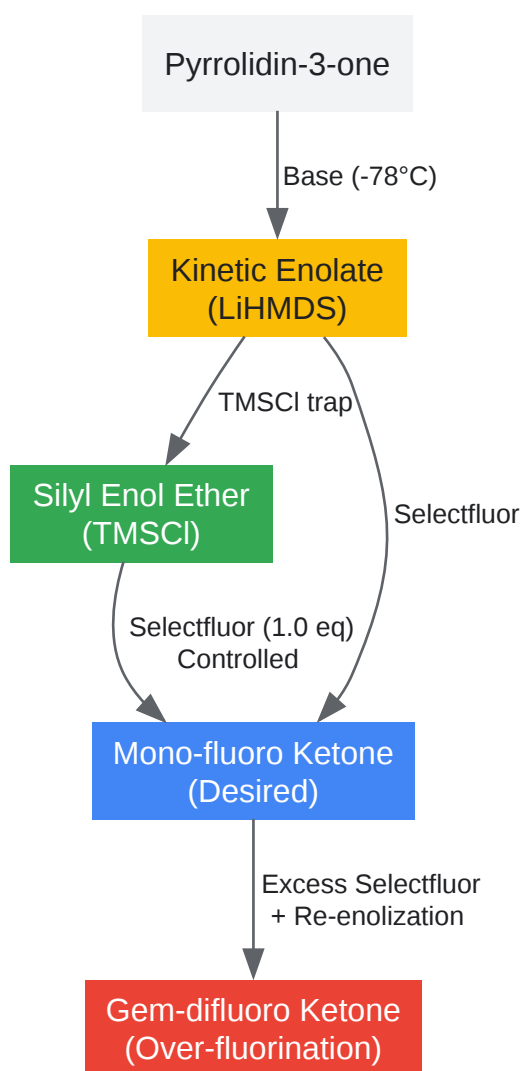 Pyrrolidin-3-one
Base (-78°C)
Kinetic Enolate
(LiHMDS)
TMSCl trap
Silyl Enol Ether
(TMSCl)
Selectfluor
Selectfluor (1.0 eq)
Controlled
Mono-fluoro Ketone
(Desired)
Excess Selectfluor
+ Re-enolization
Gem-difluoro Ketone
(Over-fluorination)